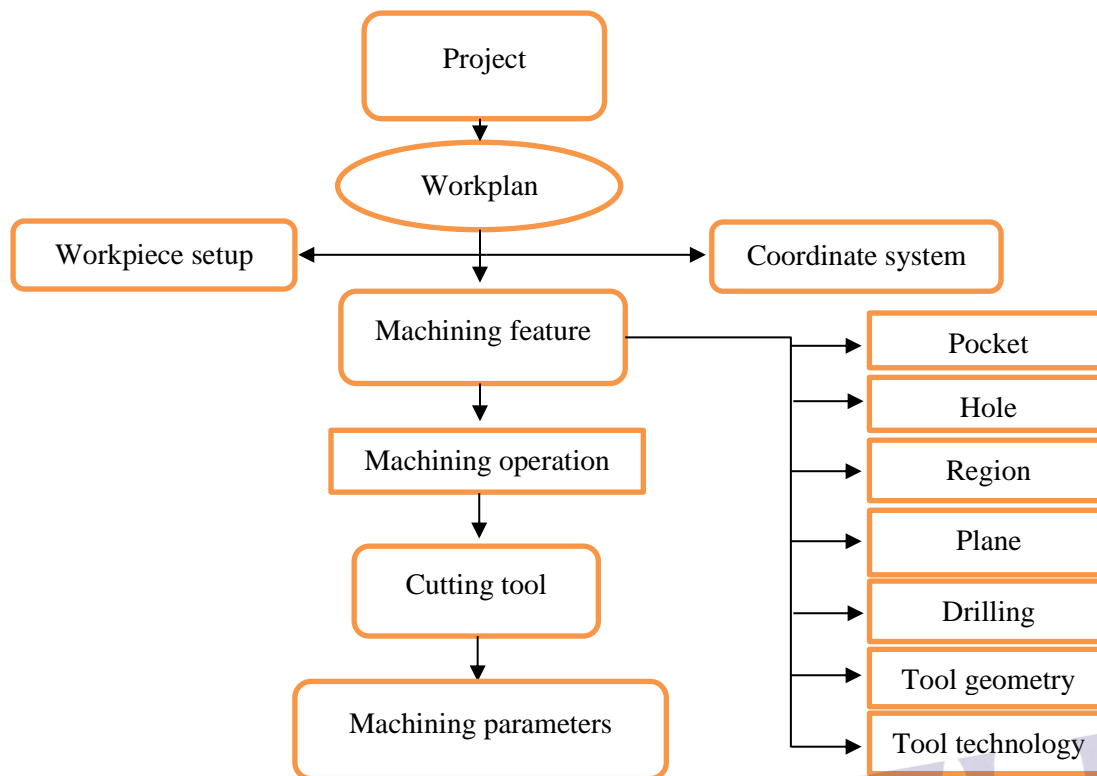 Project
Workplan
Workpiece setup
Coordinate system
Machining feature
Pocket
Hole
Machining operation
Region
Plane
Cutting tool
Drilling
Tool geometry
Machining parameters
Tool technology